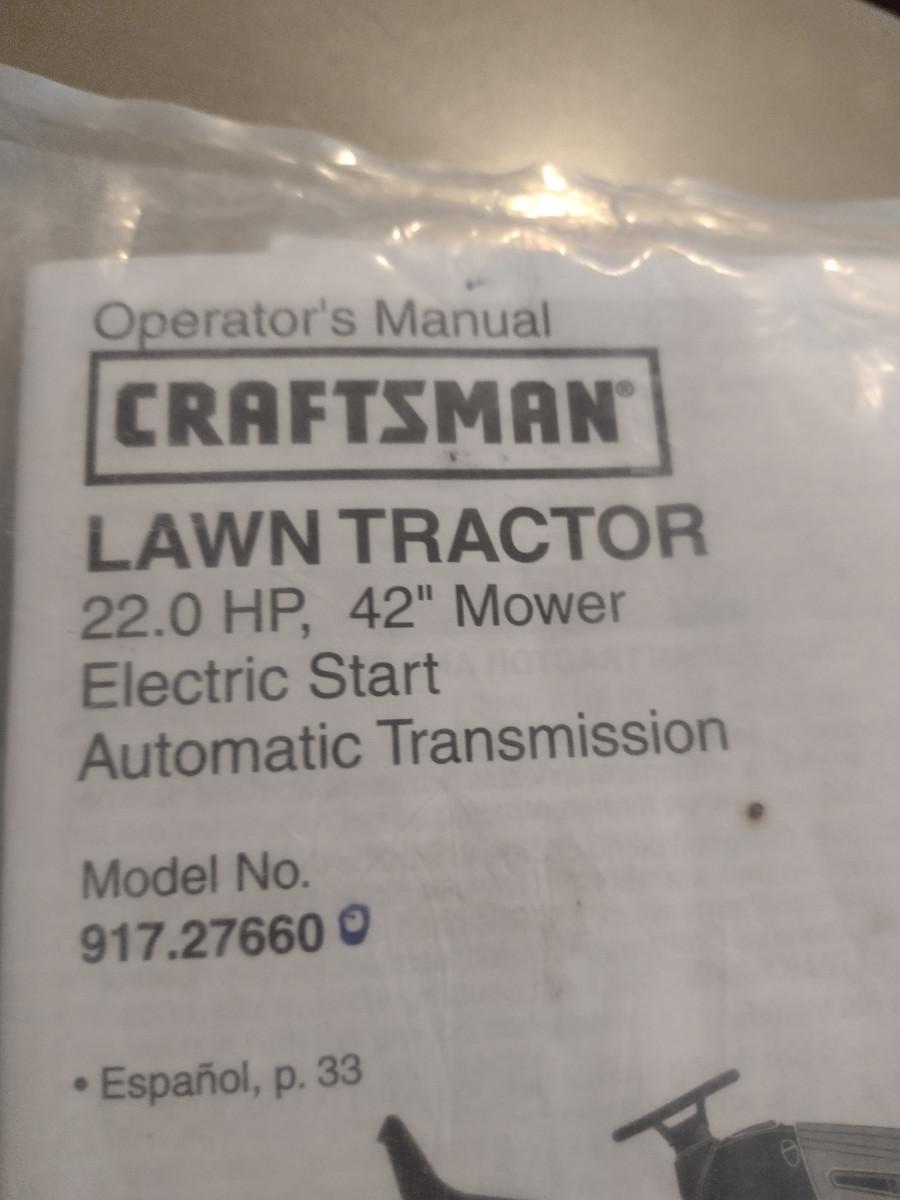 Operator's Manual
CRAFTSMAN®
LAWN TRACTOR
22.0 HP, 42" Mower
Electric Start
Automatic Transmission
Model No.
917.27660 0
• Español, p. 33